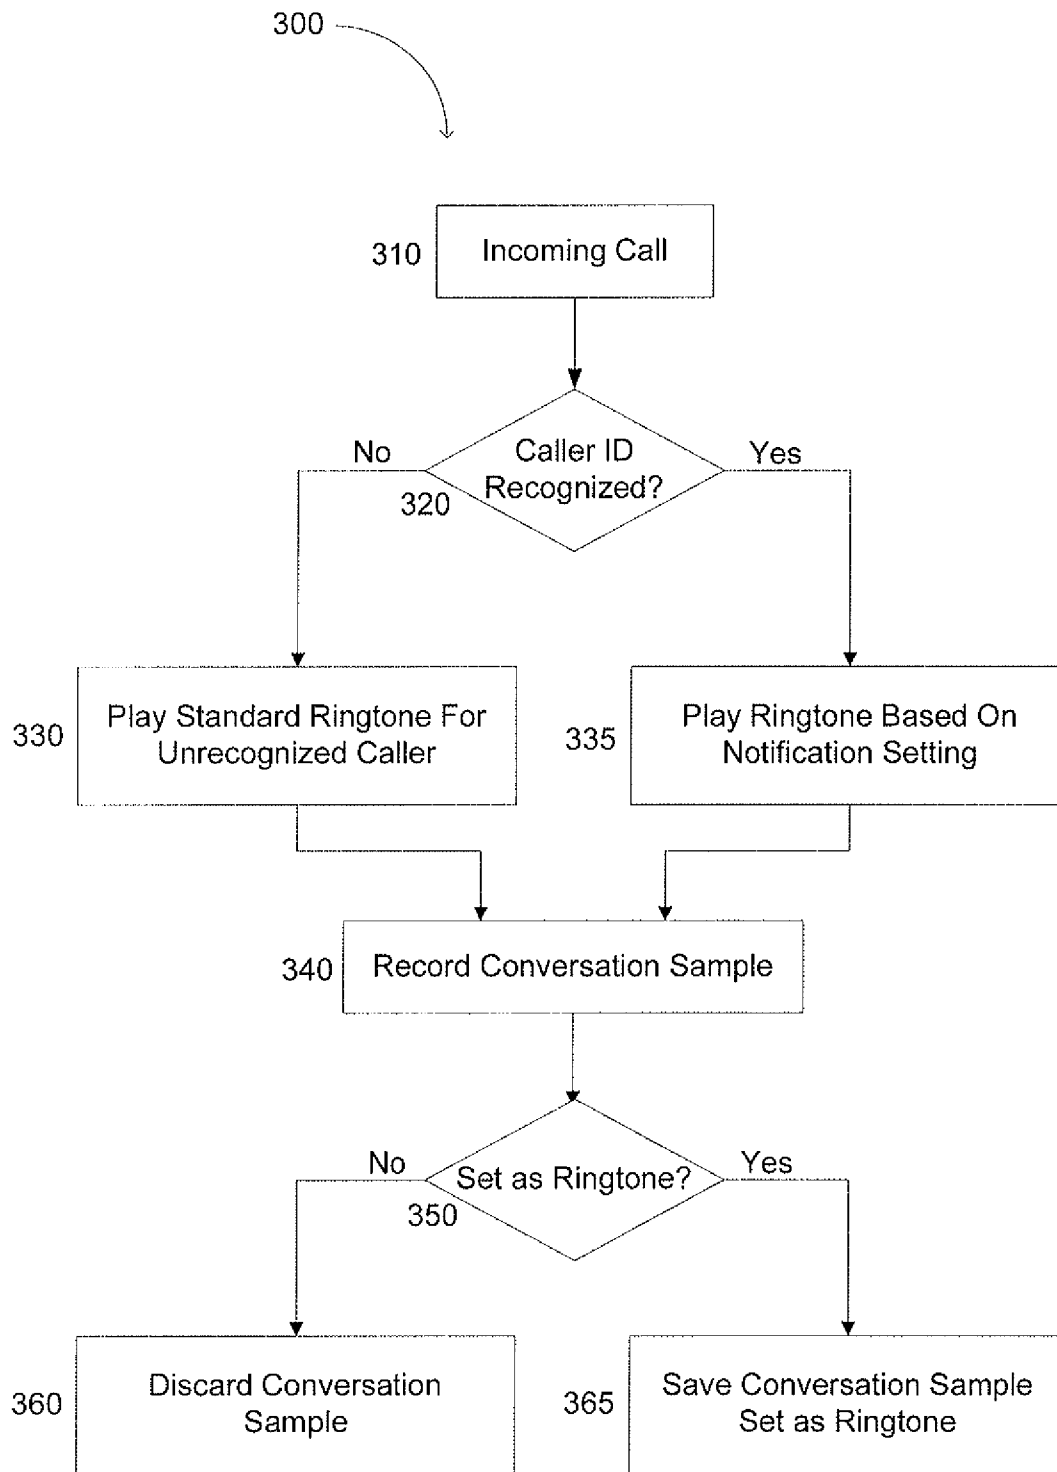 300
310
Incoming Call
No
Caller ID
Recognized?
Yes
320
330
Play Standard Ringtone For
Unrecognized Caller
335
Play Ringtone Based On
Notification Setting
340
Record Conversation Sample
No
Set as Ringtone?
Yes
350
360
Discard Conversation
Sample
365
Save Conversation Sample
Set as Ringtone